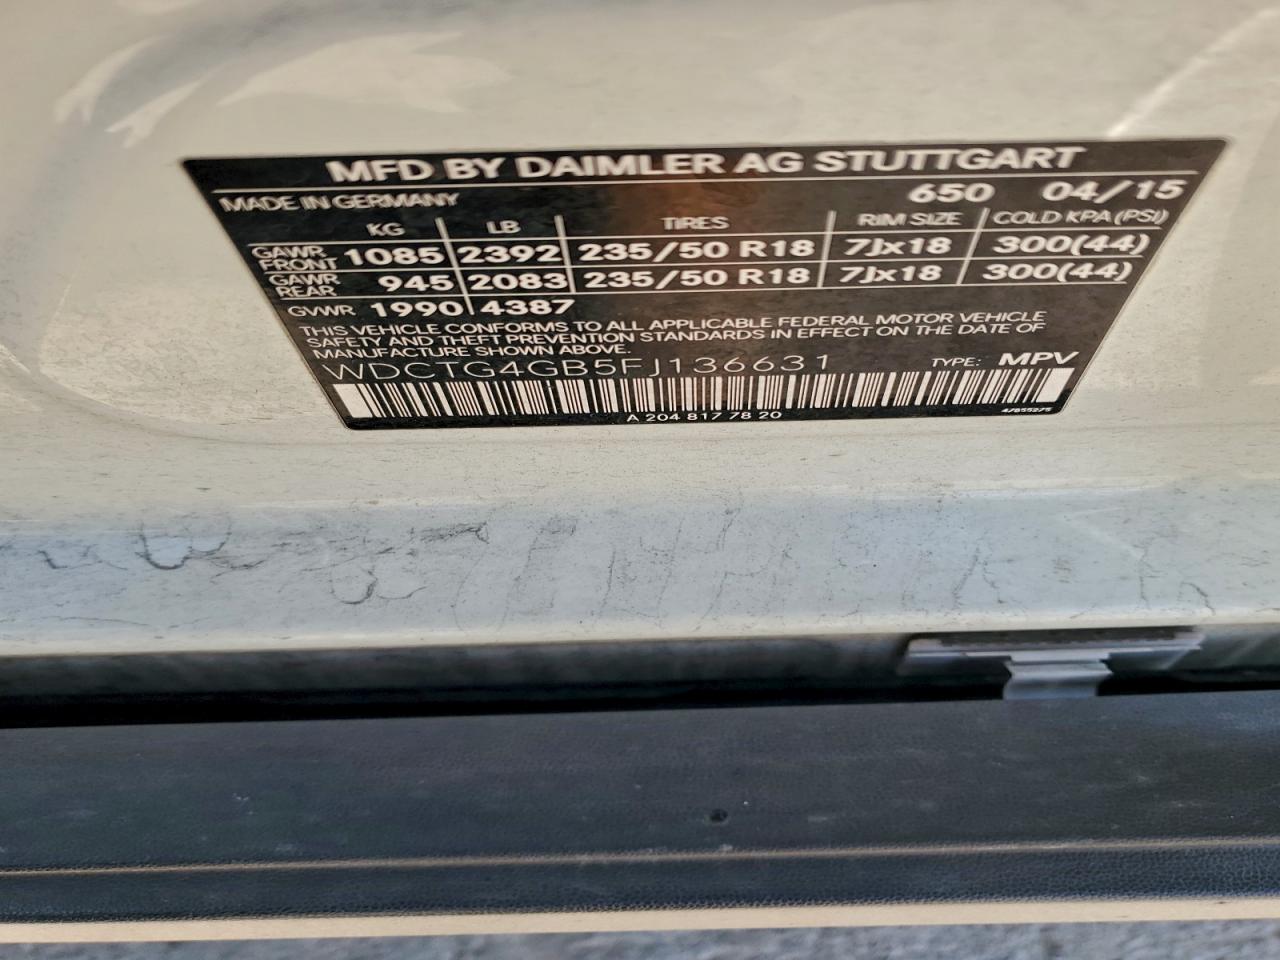 MFD BY DAIMLER AG STUTTGART
MADE IN GERMANY 650 04/15
KG LB TIRES RIM SIZE COLD KPA (PSI)
GAWR FRONT 1085 2392 235/50 R18 7Jx18 300(44)
GAWR REAR 945 2083 235/50 R18 7Jx18 300(44)
GVWR 1990 4387
THIS VEHICLE CONFORMS TO ALL APPLICABLE FEDERAL MOTOR VEHICLE
SAFETY AND THEFT PREVENTION STANDARDS IN EFFECT ON THE DATE OF
MANUFACTURE SHOWN ABOVE.
WDCTG4GB5FJ136631 TYPE: MPV
A 204 817 78 20